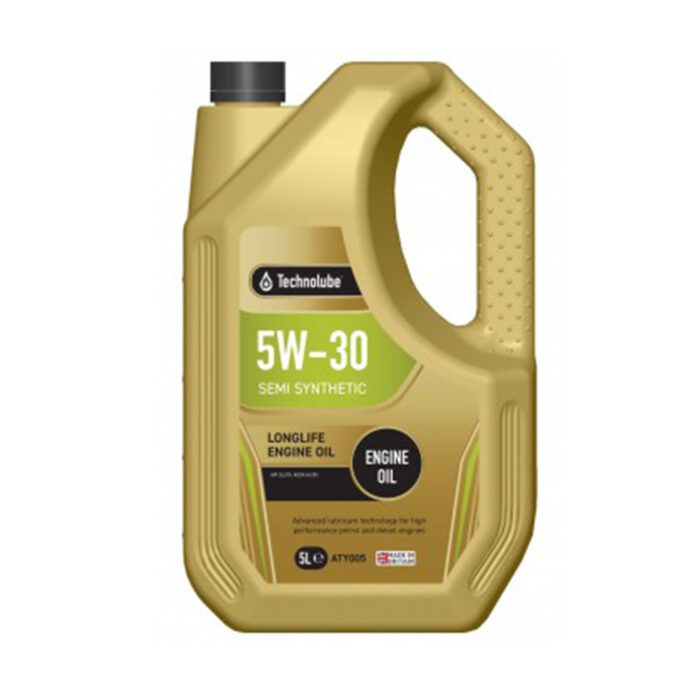 Technolube
5W-30
SEMI SYNTHETIC
LONGLIFE
ENGINE OIL
ENGINE
OIL
Advanced lubricant technology for high
performance petrol and diesel engines
5L e
ATY005
MADE IN
BRITAIN